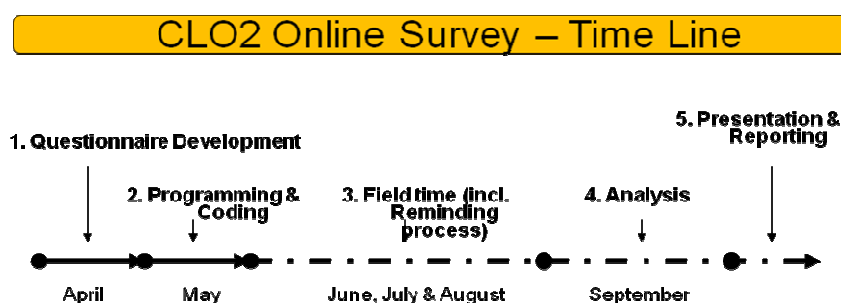 CLO2 Online Survey – Time Line
1. Questionnaire Development
2. Programming &
Coding
3. Field time (incl.
Reminding
process)
4. Analysis
5. Presentation &
Reporting
April
May
June, July & August
September